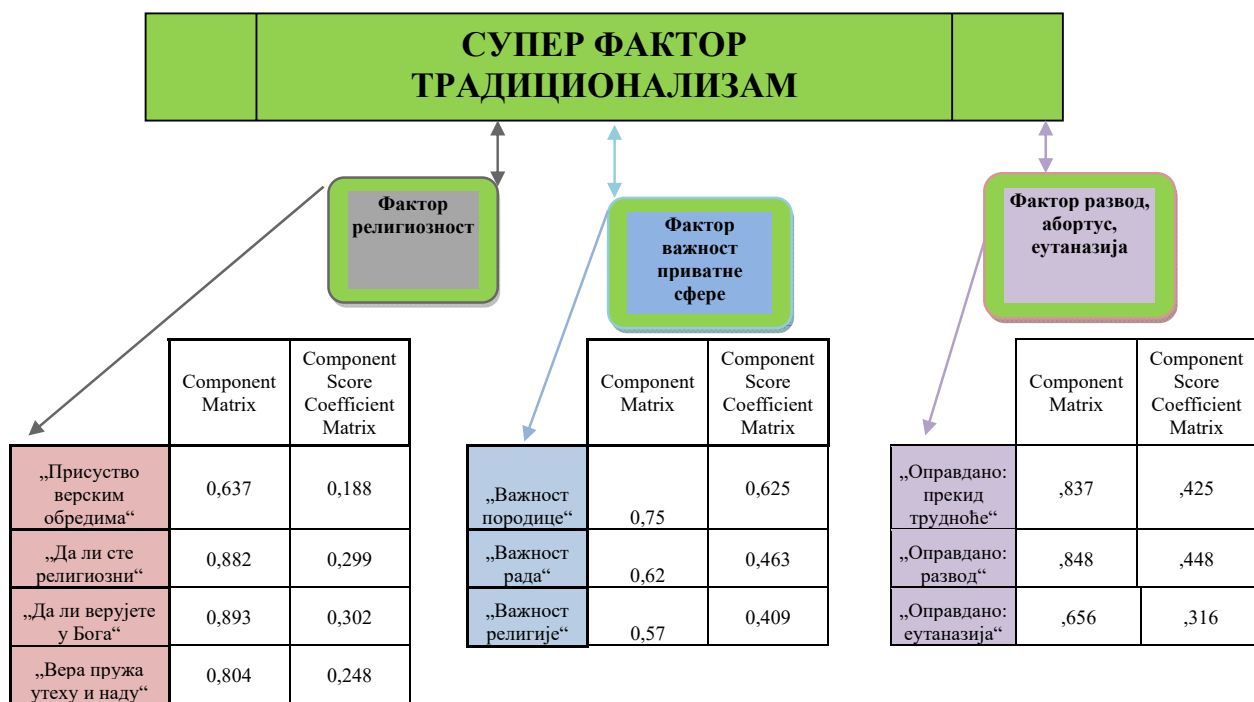 СУПЕР ФАКТОР
ТРАДИЦИОНАЛИЗАМ
Фактор
религиозност
Фактор
важност
приватне
сфере
Фактор развод,
абортус,
еутаназија
Component
Matrix
Component
Score
Coefficient
Matrix
„Присуство
верским
обредима“
0,637
0,188
„Да ли сте
религиозни“
0,882
0,299
„Да ли верујете
у Бога“
0,893
0,302
„Вера пружа
утеху и наду“
0,804
0,248
Component
Matrix
Component
Score
Coefficient
Matrix
„Важност
породице“
0,75
0,625
„Важност
рада“
0,62
0,463
„Важност
религије“
0,57
0,409
Component
Matrix
Component
Score
Coefficient
Matrix
„Оправдано:
прекид
трудноће“
,837
,425
„Оправдано:
развод“
,848
,448
„Оправдано:
еутаназија“
,656
,316